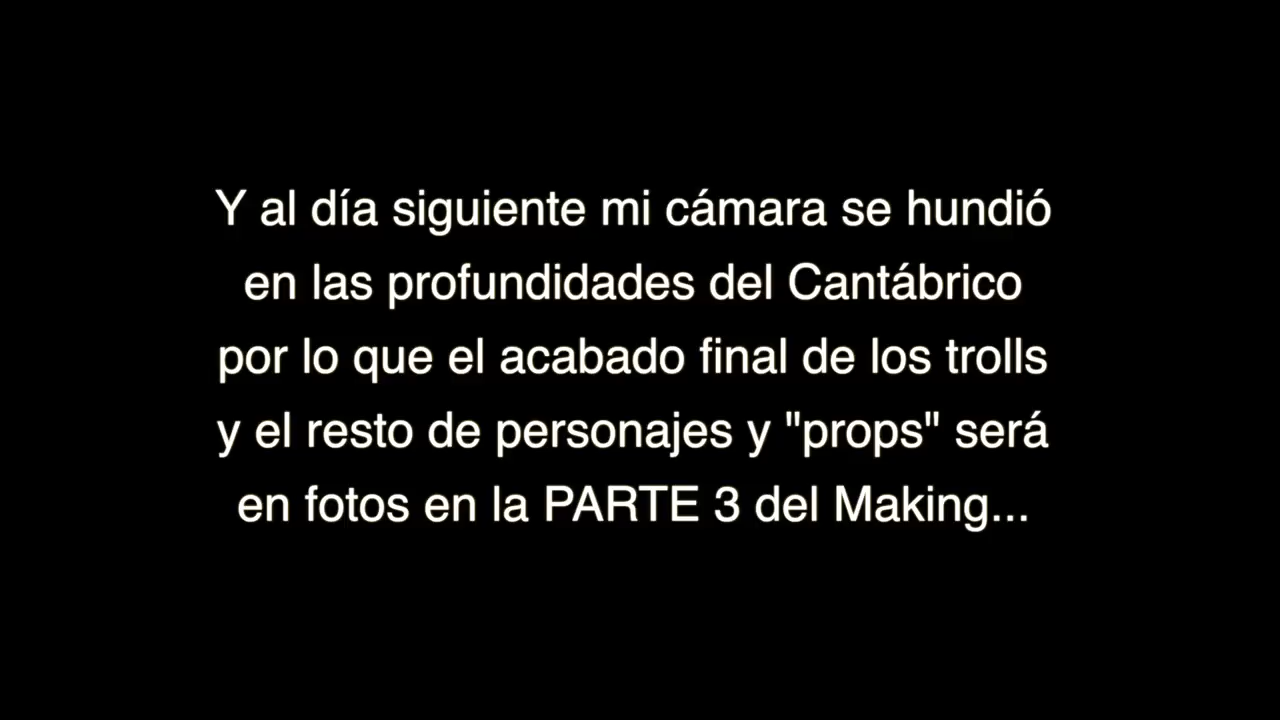 Y al día siguiente mi cámara se hundió
en las profundidades del Cantábrico
por lo que el acabado final de los trolls
y el resto de personajes y "props" será
en fotos en la PARTE 3 del Making...